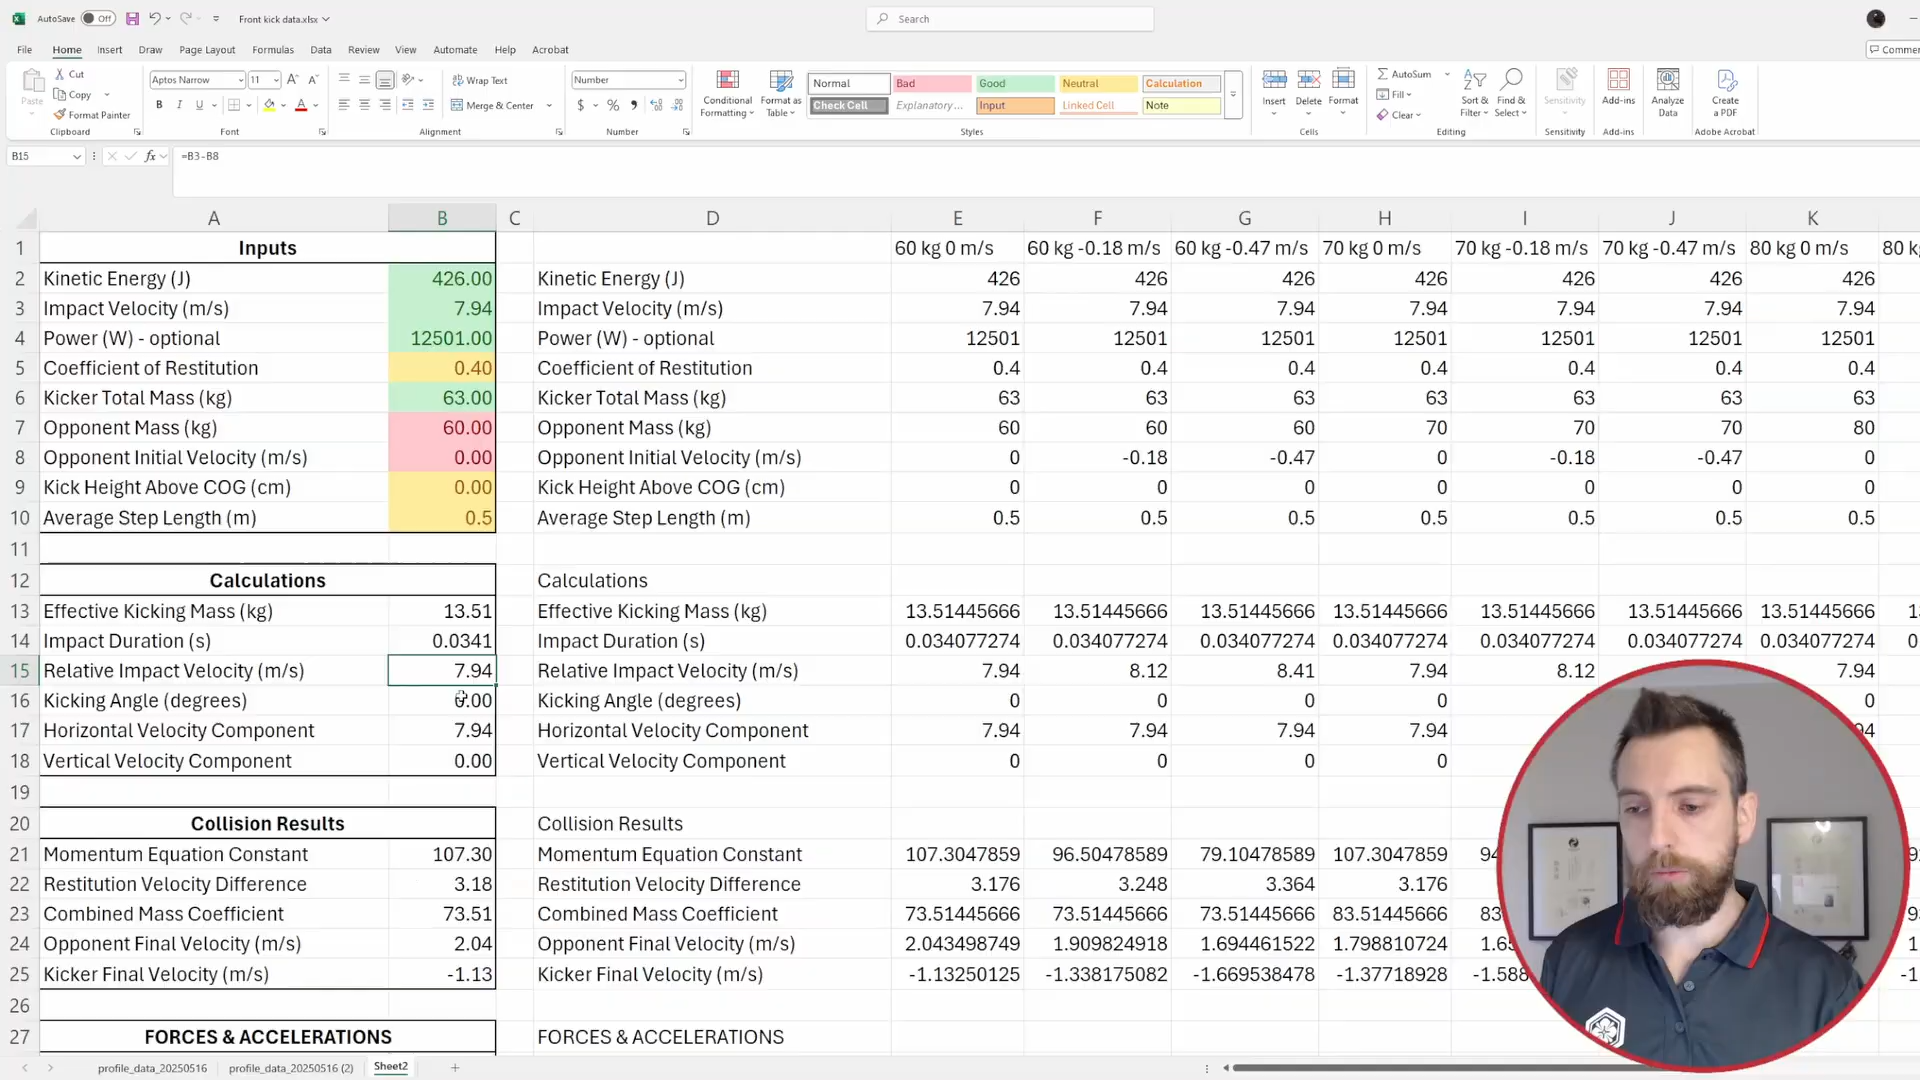 AutoSave Off Front kick data.xlsx Search
File Home Insert Draw Page Layout Formulas Data Review View Automate Help Acrobat
Paste Cut Copy Format Painter Clipboard
Aptos Narrow 11 B I U Font
Wrap Text Merge & Center Alignment
Number $ % Number
Conditional Formatting Format as Table
Normal Bad Good Neutral Calculation
Check Cell Explanatory... Input Linked Cell Note
Styles
Insert Delete Format Cells
AutoSum Fill Clear Sort & Filter Find & Select Editing
Sensitivity Sensitivity Add-ins Add-ins Analyze Data Create a PDF Adobe Acrobat
B15 fx =B3-B8
A B C D E F G H I J K
1 Inputs 60 kg 0 m/s 60 kg -0.18 m/s 60 kg -0.47 m/s 70 kg 0 m/s 70 kg -0.18 m/s 70 kg -0.47 m/s 80 kg 0 m/s 80
2 Kinetic Energy (J) 426.00 Kinetic Energy (J) 426 426 426 426 426 426 426
3 Impact Velocity (m/s) 7.94 Impact Velocity (m/s) 7.94 7.94 7.94 7.94 7.94 7.94 7.94
4 Power (W) - optional 12501.00 Power (W) - optional 12501 12501 12501 12501 12501 12501 12501
5 Coefficient of Restitution 0.40 Coefficient of Restitution 0.4 0.4 0.4 0.4 0.4 0.4 0.4
6 Kicker Total Mass (kg) 63.00 Kicker Total Mass (kg) 63 63 63 63 63 63 63
7 Opponent Mass (kg) 60.00 Opponent Mass (kg) 60 60 60 70 70 70 80
8 Opponent Initial Velocity (m/s) 0.00 Opponent Initial Velocity (m/s) 0 -0.18 -0.47 0 -0.18 -0.47 0
9 Kick Height Above COG (cm) 0.00 Kick Height Above COG (cm) 0 0 0 0 0 0 0
10 Average Step Length (m) 0.5 Average Step Length (m) 0.5 0.5 0.5 0.5 0.5 0.5 0.5
11
12 Calculations Calculations
13 Effective Kicking Mass (kg) 13.51 Effective Kicking Mass (kg) 13.51445666 13.51445666 13.51445666 13.51445666 13.51445666 13.51445666 13.51445666
14 Impact Duration (s) 0.0341 Impact Duration (s) 0.034077274 0.034077274 0.034077274 0.034077274 0.034077274 0.034077274 0.034077274
15 Relative Impact Velocity (m/s) 7.94 Relative Impact Velocity (m/s) 7.94 8.12 8.41 7.94 8.12 7.94
16 Kicking Angle (degrees) 0.00 Kicking Angle (degrees) 0 0 0 0 0
17 Horizontal Velocity Component 7.94 Horizontal Velocity Component 7.94 7.94 7.94 7.94
18 Vertical Velocity Component 0.00 Vertical Velocity Component 0 0 0 0
19
20 Collision Results Collision Results
21 Momentum Equation Constant 107.30 Momentum Equation Constant 107.3047859 96.50478589 79.10478589 107.3047859
22 Restitution Velocity Difference 3.18 Restitution Velocity Difference 3.176 3.248 3.364 3.176
23 Combined Mass Coefficient 73.51 Combined Mass Coefficient 73.51445666 73.51445666 73.51445666 83.51445666
24 Opponent Final Velocity (m/s) 2.04 Opponent Final Velocity (m/s) 2.043498749 1.909824918 1.694461522 1.798810724
25 Kicker Final Velocity (m/s) -1.13 Kicker Final Velocity (m/s) -1.13250125 -1.338175082 -1.669538478 -1.37718928
26
27 FORCES & ACCELERATIONS FORCES & ACCELERATIONS
profile_data_20250516 profile_data_20250516 (2) Sheet2